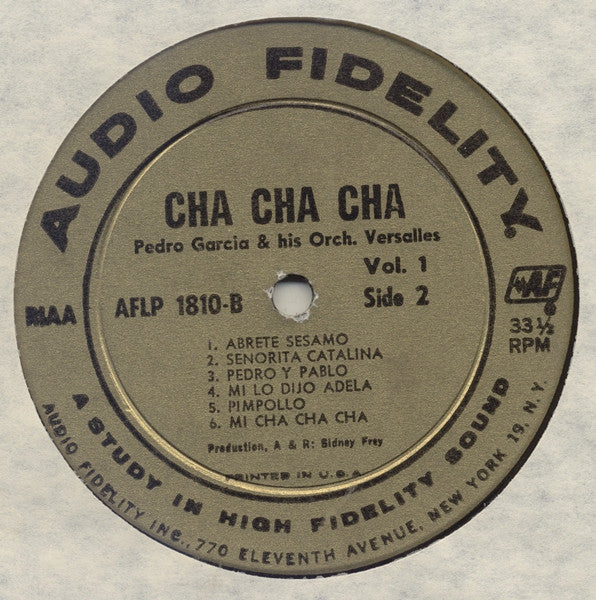 AUDIO FIDELITY
CHA CHA CHA
Pedro Garcia & his Orch. Versalles
Vol. 1
RIAA
AFLP 1810-B
Side 2
AF
33 1/2
RPM
1. ABRETE SESAMO
2. SENORITA CATALINA
3. PEDRO Y PABLO
4. MI LO DIJO ADELA
5. PIMPOLLO
6. MI CHA CHA CHA
Production, A & R: Sidney Frey
PRINTED IN U.S.A.
A STUDY IN HIGH FIDELITY SOUND
AUDIO FIDELITY INC., 770 ELEVENTH AVENUE, NEW YORK 19, N. Y.